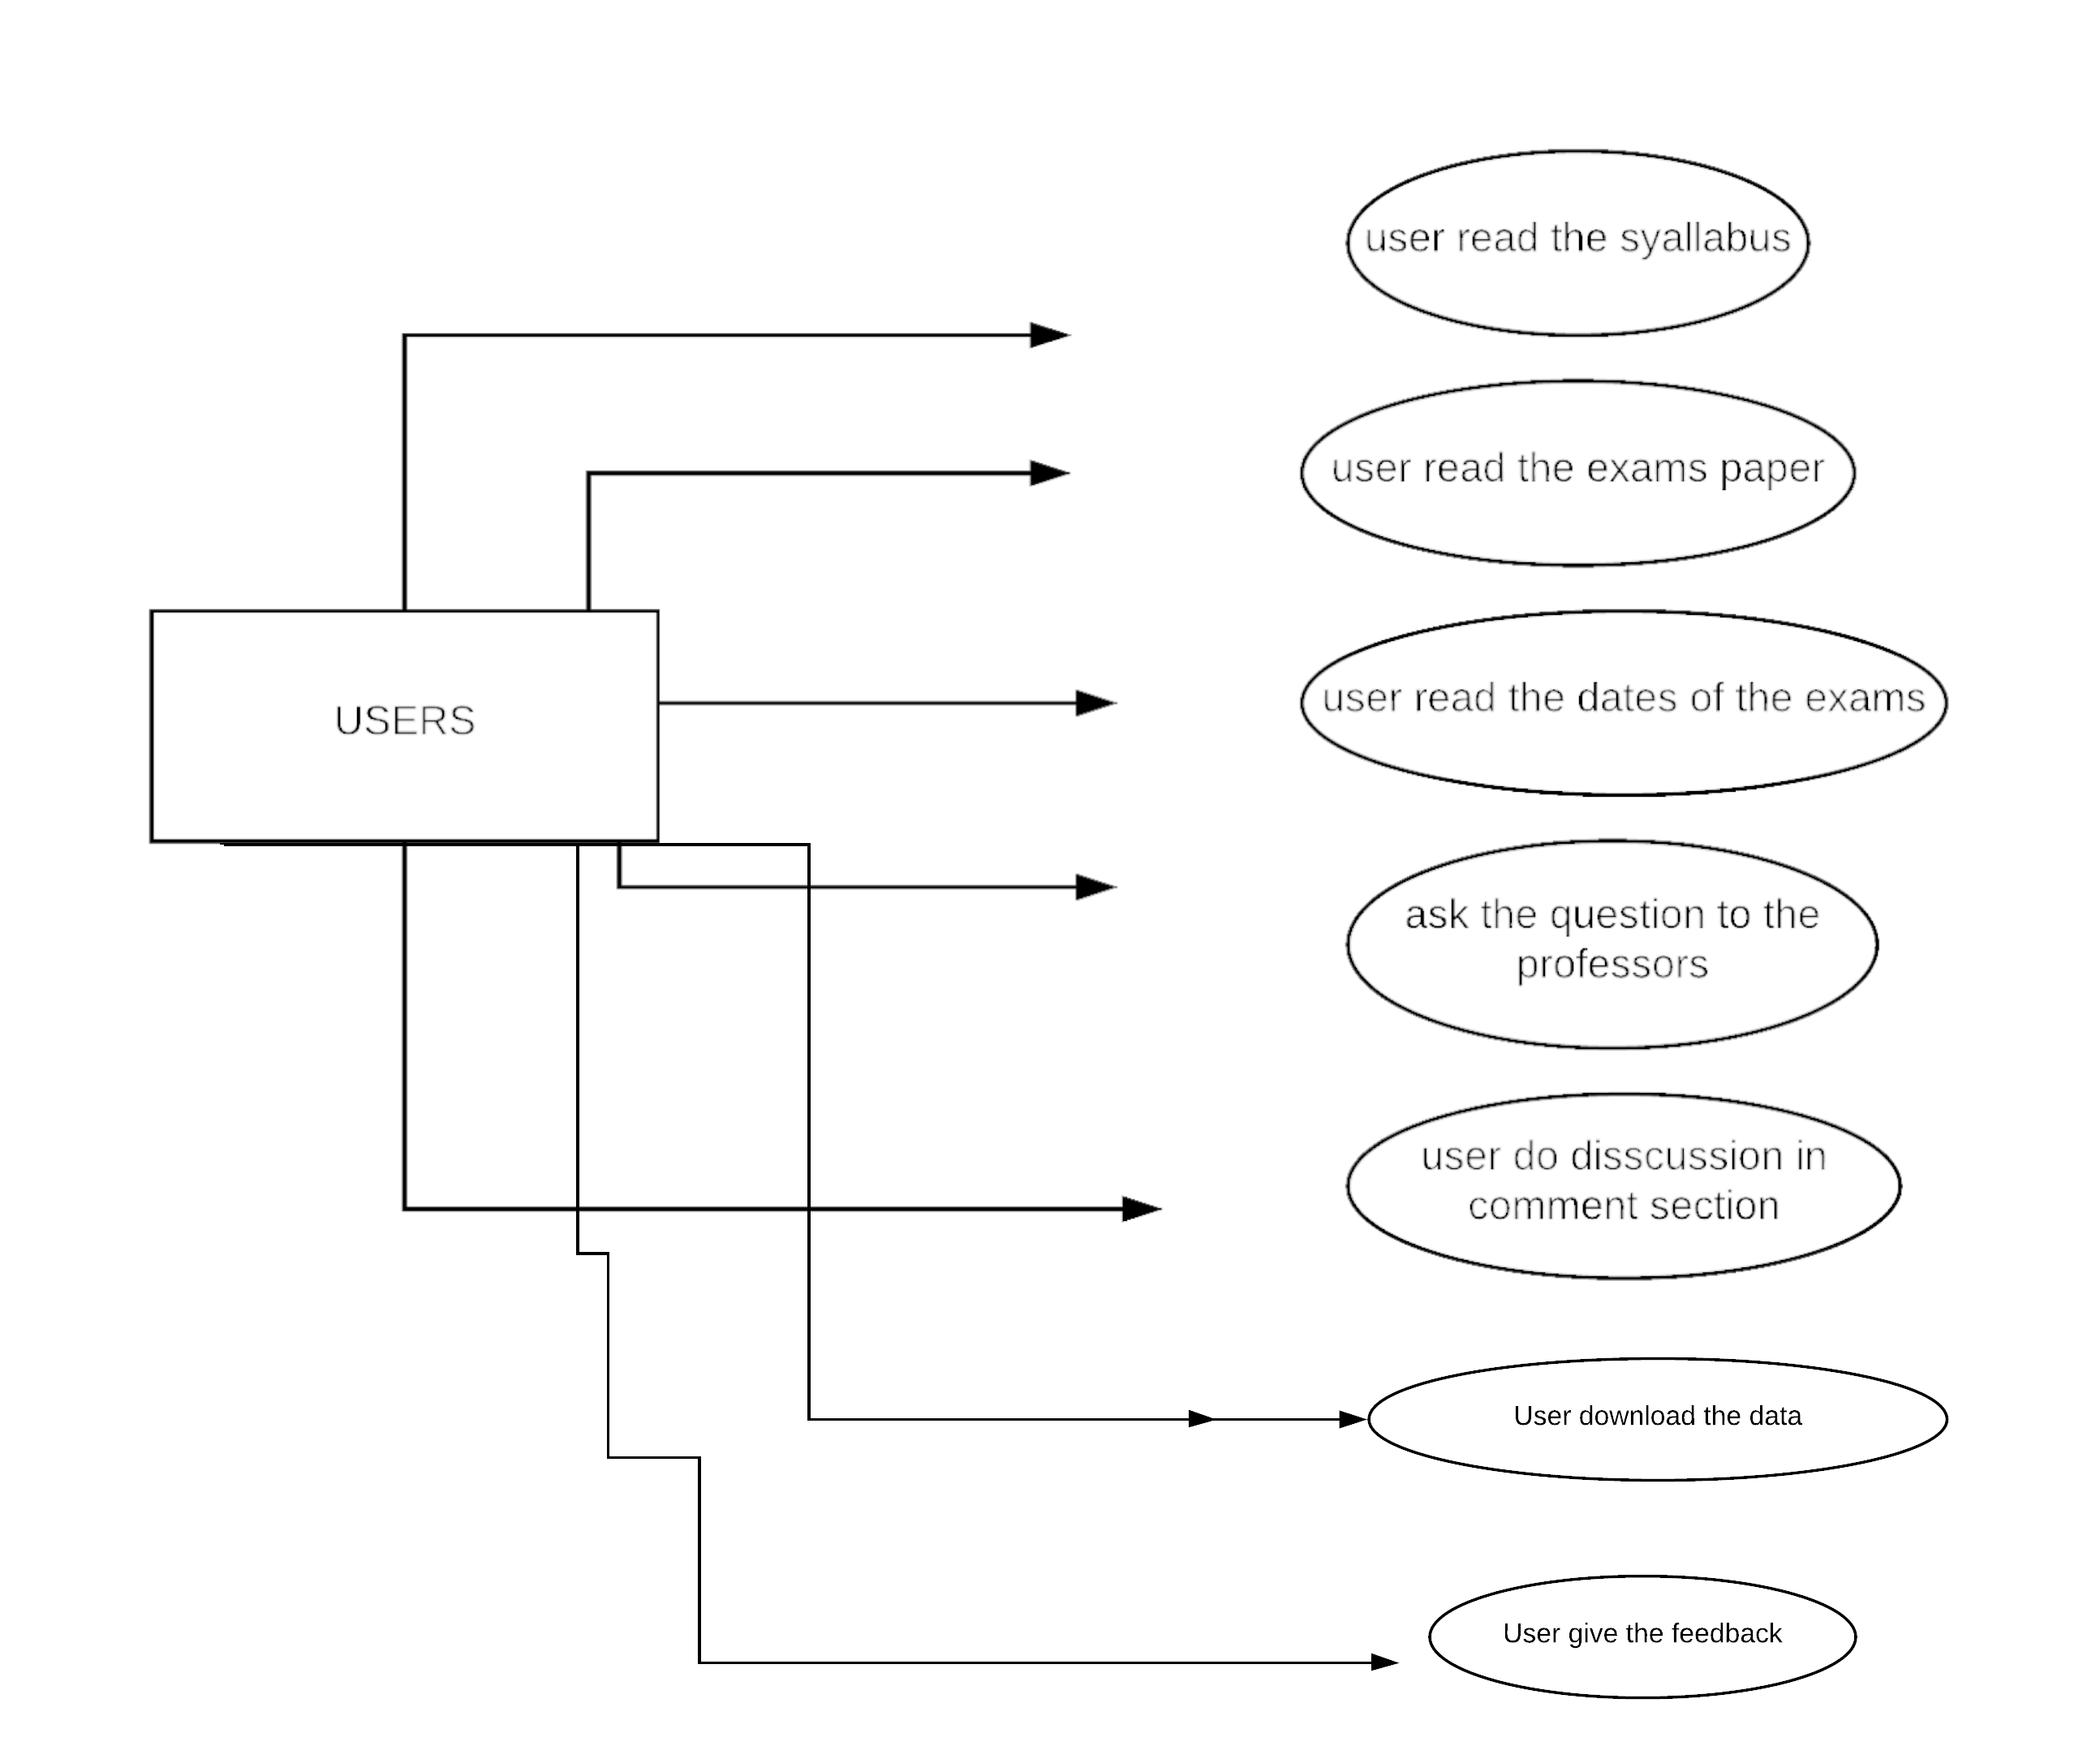 user read the syallabus
user read the exams paper
USERS
user read the dates of the exams
ask the question to the
professors
user do disscussion in
comment section
User download the data
User give the feedback